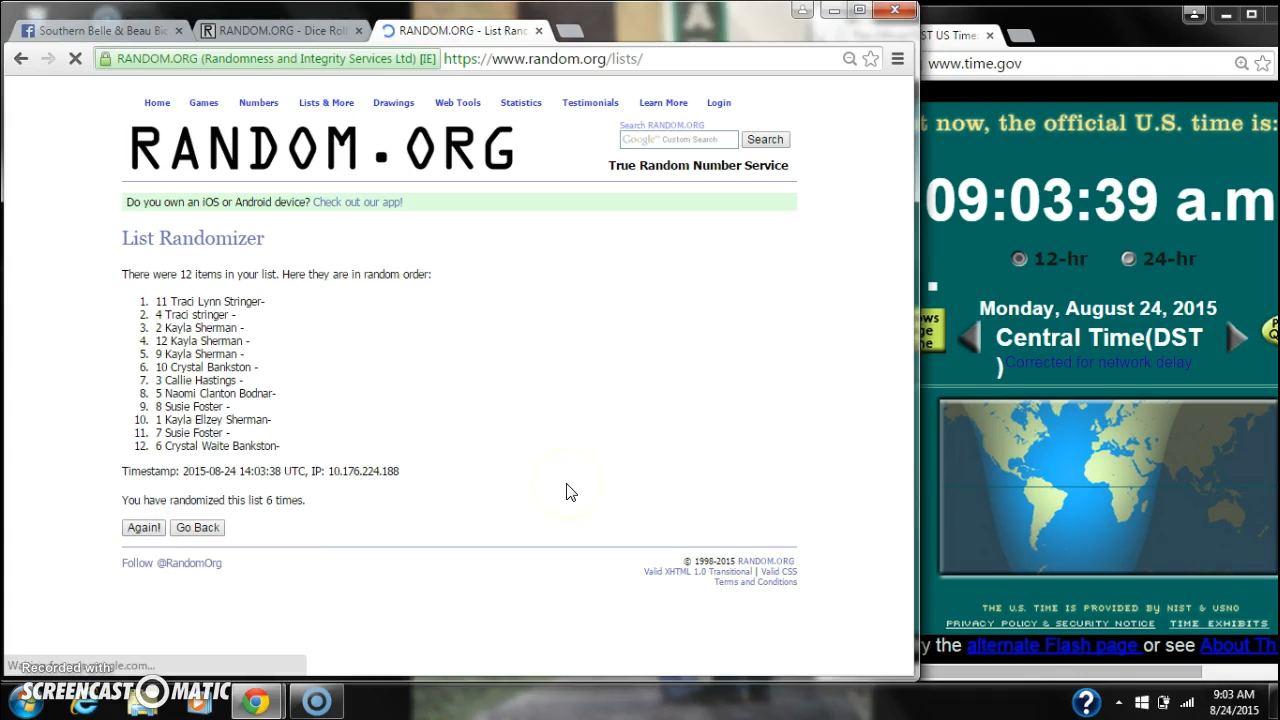 Southern Belle & Beau Bi
RANDOM.ORG - Dice Roll
RANDOM.ORG - List Ran
RANDOM.ORG (Randomness and Integrity Services Ltd) [IE]
https://www.random.org/lists/
Home Games Numbers Lists & More Drawings Web Tools Statistics Testimonials Learn More Login
RANDOM.ORG
Search RANDOM.ORG
Google™ Custom Search
Search
True Random Number Service
Do you own an iOS or Android device? Check out our app!
List Randomizer
There were 12 items in your list. Here they are in random order:
1. 11 Traci Lynn Stringer-
2. 4 Traci stringer -
3. 2 Kayla Sherman -
4. 12 Kayla Sherman -
5. 9 Kayla Sherman -
6. 10 Crystal Bankston -
7. 3 Callie Hastings -
8. 5 Naomi Clanton Bodnar-
9. 8 Susie Foster -
10. 1 Kayla Ellzey Sherman-
11. 7 Susie Foster -
12. 6 Crystal Waite Bankston-
Timestamp: 2015-08-24 14:03:38 UTC, IP: 10.176.224.188
You have randomized this list 6 times.
Again! Go Back
Follow @RandomOrg
© 1998-2015 RANDOM.ORG
Valid XHTML 1.0 Transitional | Valid CSS
Terms and Conditions
Recorded with
SCREENCAST MATIC
ST US Time
www.time.gov
t now, the official U.S. time is:
09:03:39 a.m
12-hr 24-hr
Monday, August 24, 2015
Central Time(DST
)
Corrected for network delay
THE U.S. TIME IS PROVIDED BY NIST & USNO
PRIVACY POLICY & SECURITY NOTICE TIME EXHIBITS
y the alternate Flash page or see About Th
9:03 AM
8/24/2015